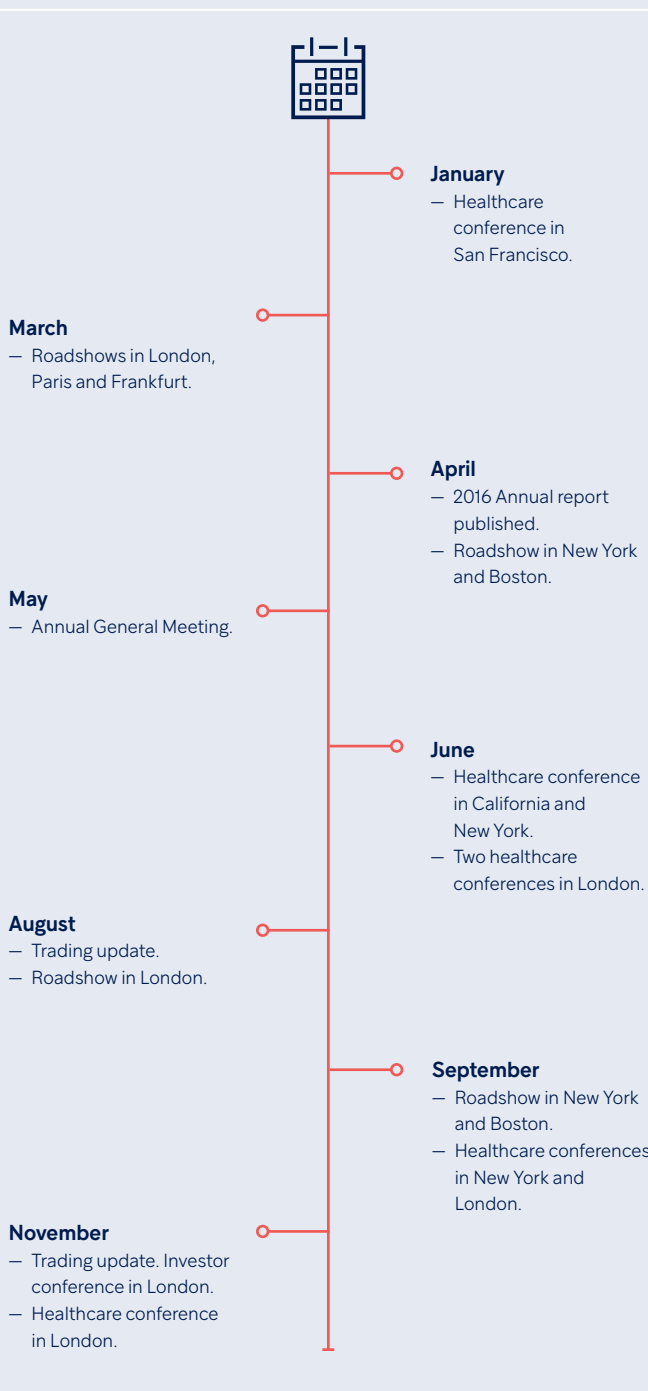 January
— Healthcare
conference in
San Francisco.
March
— Roadshows in London,
Paris and Frankfurt.
April
— 2016 Annual report
published.
— Roadshow in New York
and Boston.
May
— Annual General Meeting.
June
— Healthcare conference
in California and
New York.
— Two healthcare
conferences in London.
August
— Trading update.
— Roadshow in London.
September
— Roadshow in New York
and Boston.
— Healthcare conferences
in New York and
London.
November
— Trading update. Investor
conference in London.
— Healthcare conference
in London.